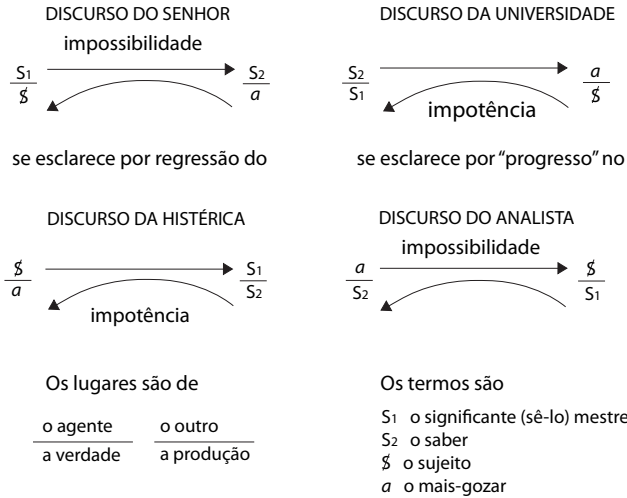 DISCURSO DO SENHOR
impossibilidade
S1 S2
$ a
DISCURSO DA UNIVERSIDADE
S2 a
S1 $
impotência
se esclarece por regressão do
se esclarece por "progresso" no
DISCURSO DA HISTÉRICA
$ S1
a S2
impotência
DISCURSO DO ANALISTA
impossibilidade
a $
S2 S1
Os lugares são de
o agente o outro
a verdade a produção
Os termos são
S1 o significante (sê-lo) mestre
S2 o saber
$ o sujeito
a o mais-gozar